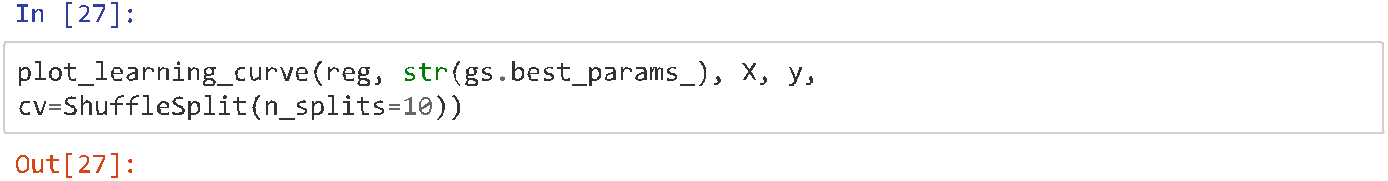 In [27]:
plot_learning_curve(reg, str(gs.best_params_), X, y,
cv=ShuffleSplit(n_splits=10))
Out[27]: